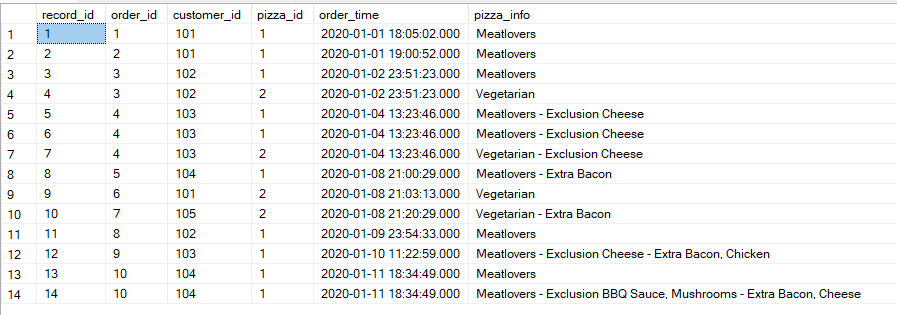 record_id order_id customer_id pizza_id order_time pizza_info
1 1 1 101 1 2020-01-01 18:05:02.000 Meatlovers
2 2 2 101 1 2020-01-01 19:00:52.000 Meatlovers
3 3 3 102 1 2020-01-02 23:51:23.000 Meatlovers
4 4 3 102 2 2020-01-02 23:51:23.000 Vegetarian
5 5 4 103 1 2020-01-04 13:23:46.000 Meatlovers - Exclusion Cheese
6 6 4 103 1 2020-01-04 13:23:46.000 Meatlovers - Exclusion Cheese
7 7 4 103 2 2020-01-04 13:23:46.000 Vegetarian - Exclusion Cheese
8 8 5 104 1 2020-01-08 21:00:29.000 Meatlovers - Extra Bacon
9 9 6 101 2 2020-01-08 21:03:13.000 Vegetarian
10 10 7 105 2 2020-01-08 21:20:29.000 Vegetarian - Extra Bacon
11 11 8 102 1 2020-01-09 23:54:33.000 Meatlovers
12 12 9 103 1 2020-01-10 11:22:59.000 Meatlovers - Exclusion Cheese - Extra Bacon, Chicken
13 13 10 104 1 2020-01-11 18:34:49.000 Meatlovers
14 14 10 104 1 2020-01-11 18:34:49.000 Meatlovers - Exclusion BBQ Sauce, Mushrooms - Extra Bacon, Cheese